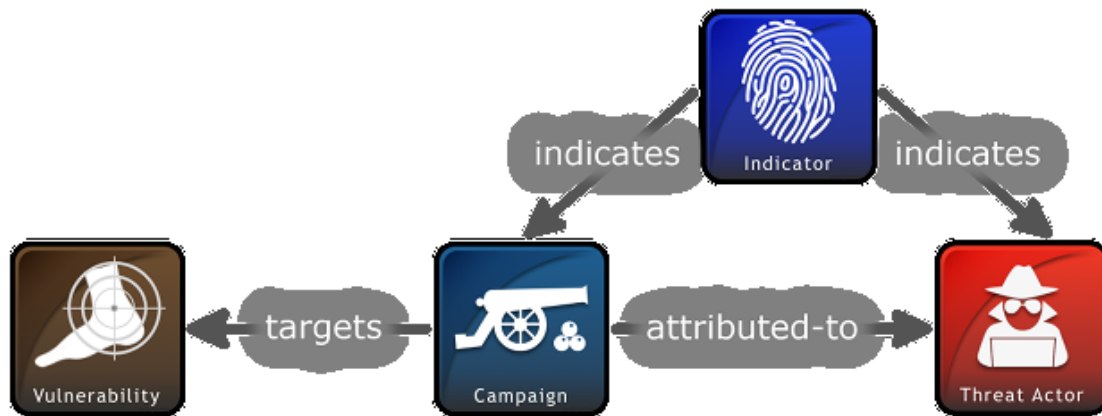 indicates
indicates
Indicator
targets
attributed-to
Vulnerability
Campaign
Threat Actor